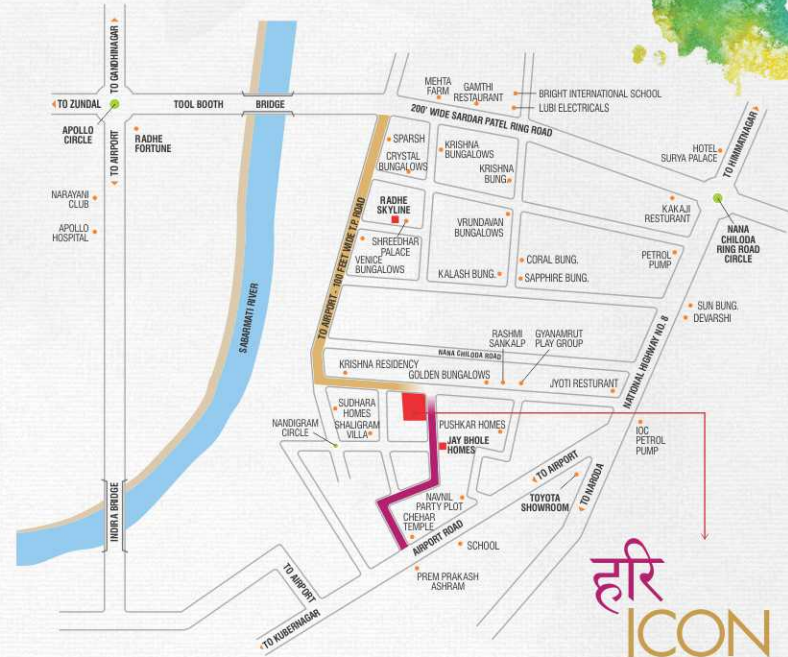 TO GANDHINAGAR
TO ZUNDAL
TOOL BOOTH
BRIDGE
APOLLO
CIRCLE
TO AIRPORT
RADHE
FORTUNE
NARAYANI
CLUB
APOLLO
HOSPITAL
SABARMATI RIVER
INDIRA BRIDGE
MEHTA
FARM
GAMTHI
RESTAURANT
BRIGHT INTERNATIONAL SCHOOL
LUBI ELECTRICALS
200' WIDE SARDAR PATEL RING ROAD
SPARSH
CRYSTAL
BUNGALOWS
KRISHNA
BUNGALOWS
KRISHNA
BUNG.
HOTEL
SURYA PALACE
TO HIMMATNAGAR
RADHE
SKYLINE
SHREEDHAR
PALACE
VENICE
BUNGALOWS
VRUNDAVAN
BUNGALOWS
KALASH BUNG.
CORAL BUNG.
SAPPHIRE BUNG.
KAKAJI
RESTURANT
PETROL
PUMP
NANA
CHILODA
RING ROAD
CIRCLE
TO AIRPORT - 100 FEET WIDE T.P. ROAD
SUN BUNG.
DEVARSHI
NATIONAL HIGHWAY NO. 8
RASHMI
SANKALP
GYANAMRUT
PLAY GROUP
NANA CHILODA ROAD
KRISHNA RESIDENCY
GOLDEN BUNGALOWS
JYOTI RESTURANT
SUDHARA
HOMES
SHALIGRAM
VILLA
NANDIGRAM
CIRCLE
PUSHKAR HOMES
JAY BHOLE
HOMES
IOC
PETROL
PUMP
TO AIRPORT
TOYOTA
SHOWROOM
TO NARODA
NAVNIL
PARTY PLOT
CHEHAR
TEMPLE
AIRPORT ROAD
SCHOOL
PREM PRAKASH
ASHRAM
TO AIRPORT
TO KUBERNAGAR
हरि
ICON